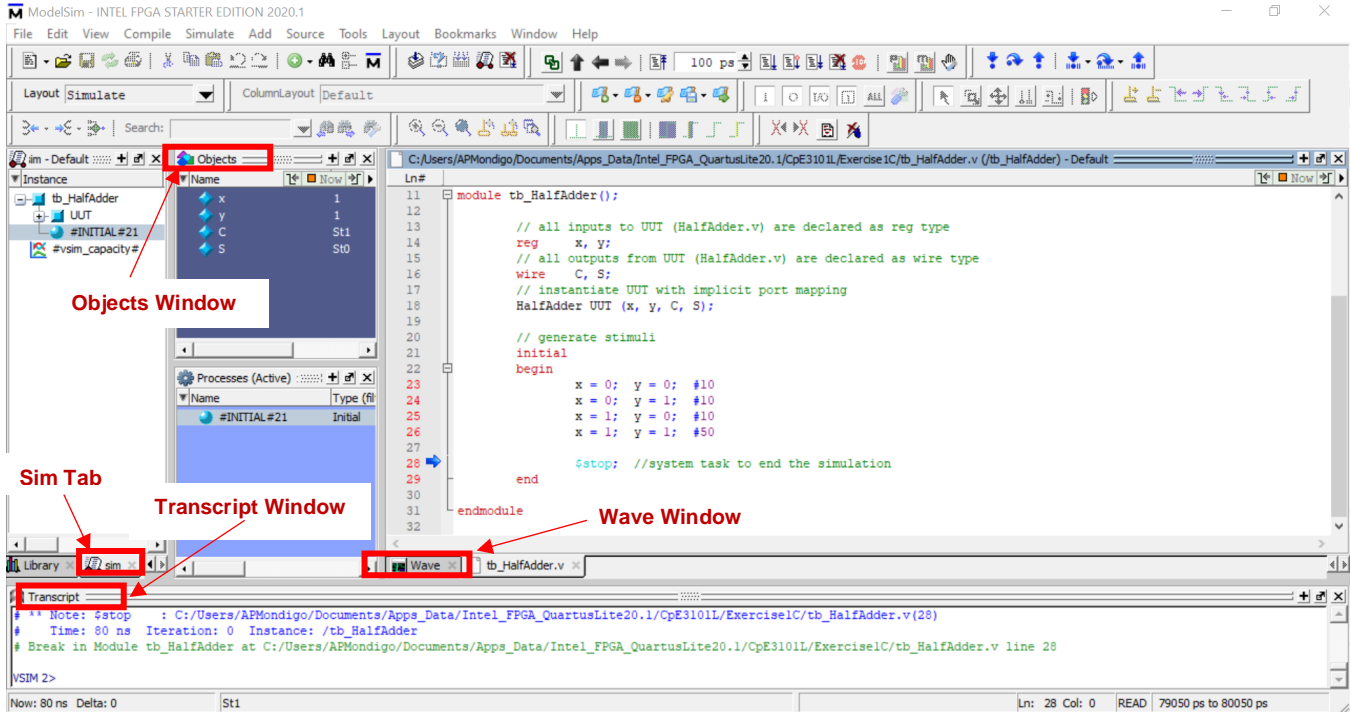 ModelSim - INTEL FPGA STARTER EDITION 2020.1
File Edit View Compile Simulate Add Source Tools Layout Bookmarks Window Help
100 ps
Layout Simulate
ColumnLayout Default
Search:
sim - Default
Objects
C:/Users/APMondigo/Documents/Apps_Data/Intel_FPGA_QuartusLite20.1/CpE3101L/Exercise1C/tb_HalfAdder.v (/tb_HalfAdder) - Default
Instance
Name
Now
Ln#
Now
tb_HalfAdder
UUT
#INITIAL#21
#vsim_capacity#
x 1
y 1
C St1
S St0
Objects Window
Processes (Active)
Name Type (fil
#INITIAL#21 Initial
11 module tb_HalfAdder();
12
13 // all inputs to UUT (HalfAdder.v) are declared as reg type
14 reg x, y;
15 // all outputs from UUT (HalfAdder.v) are declared as wire type
16 wire C, S;
17 // instantiate UUT with implicit port mapping
18 HalfAdder UUT (x, y, C, S);
19
20 // generate stimuli
21 initial
22 begin
23 x = 0; y = 0; #10
24 x = 0; y = 1; #10
25 x = 1; y = 0; #10
26 x = 1; y = 1; #50
27
28 $stop; //system task to end the simulation
29 end
30
31 endmodule
32
Sim Tab
Transcript Window
Wave Window
Library
sim
Wave
tb_HalfAdder.v
Transcript
# ** Note: $stop : C:/Users/APMondigo/Documents/Apps_Data/Intel_FPGA_QuartusLite20.1/CpE3101L/Exercise1C/tb_HalfAdder.v(28)
# Time: 80 ns Iteration: 0 Instance: /tb_HalfAdder
# Break in Module tb_HalfAdder at C:/Users/APMondigo/Documents/Apps_Data/Intel_FPGA_QuartusLite20.1/CpE3101L/Exercise1C/tb_HalfAdder.v line 28
VSIM 2>
Now: 80 ns Delta: 0
St1
Ln: 28 Col: 0
READ
79050 ps to 80050 ps